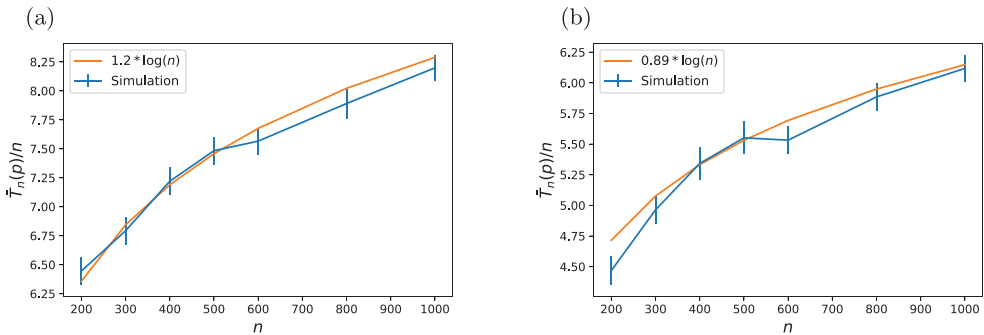 (a)
1.2 * log(n)
Simulation
8.25
8.00
7.75
7.50
7.25
7.00
6.75
6.50
6.25
T̄ₙ(p)/n
200 300 400 500 600 700 800 900 1000
n
(b)
0.89 * log(n)
Simulation
6.25
6.00
5.75
5.50
5.25
5.00
4.75
4.50
T̄ₙ(p)/n
200 300 400 500 600 700 800 900 1000
n